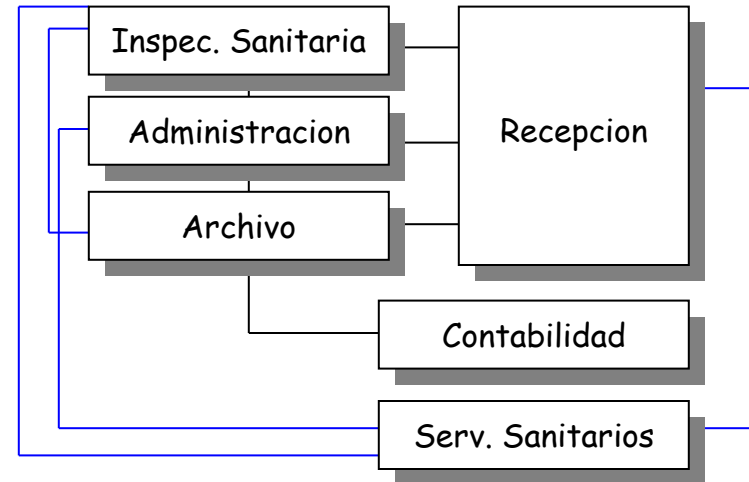 Inspec. Sanitaria
Administracion
Recepcion
Archivo
Contabilidad
Serv. Sanitarios